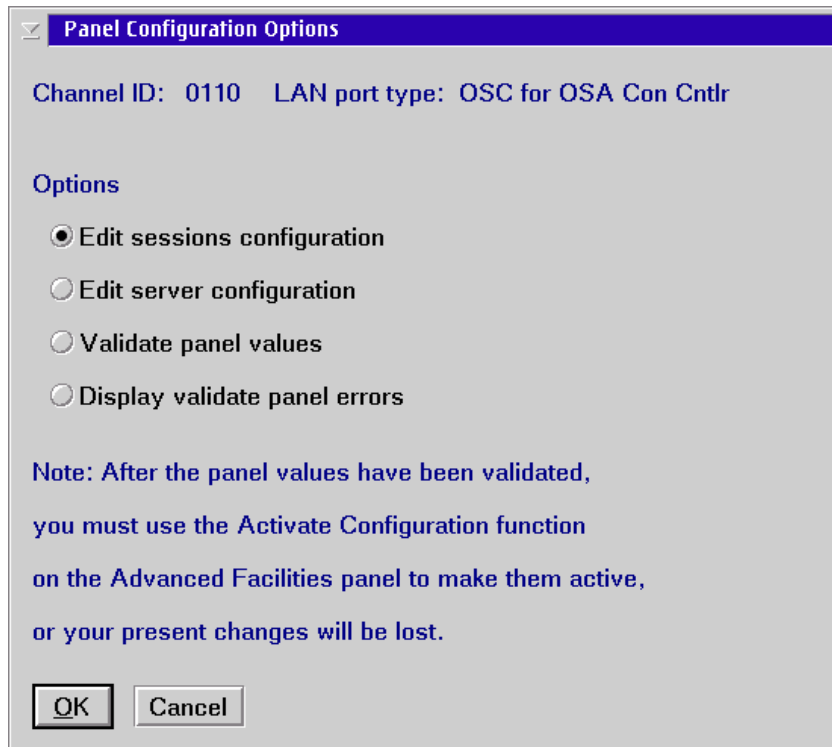 Panel Configuration Options
Channel ID: 0110 LAN port type: OSC for OSA Con Cntlr
Options
Edit sessions configuration
Edit server configuration
Validate panel values
Display validate panel errors
Note: After the panel values have been validated,
you must use the Activate Configuration function
on the Advanced Facilities panel to make them active,
or your present changes will be lost.
OK Cancel